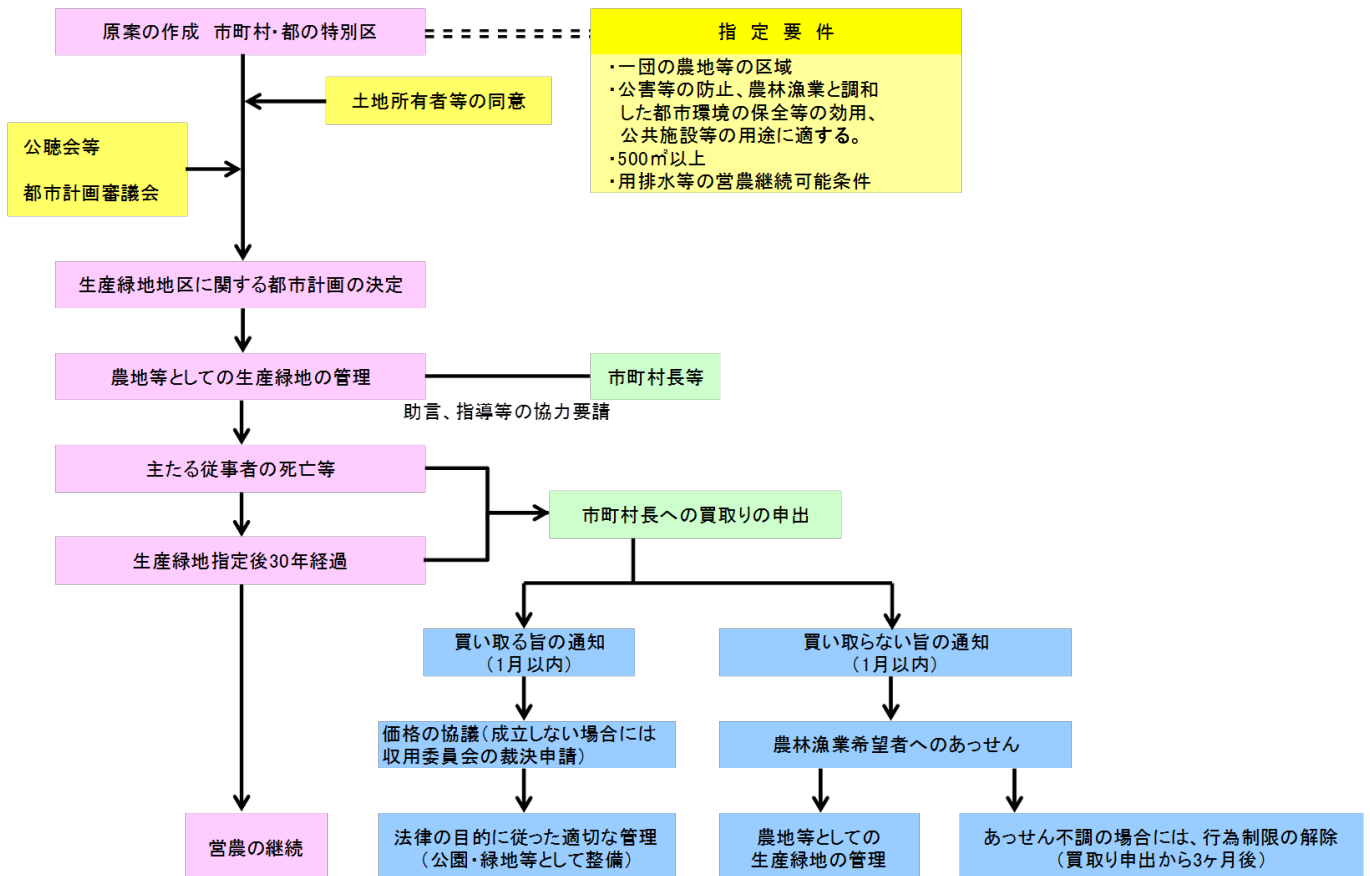 原案の作成 市町村・都の特別区
指 定 要 件
・一団の農地等の区域
・公害等の防止、農林漁業と調和
した都市環境の保全等の効用、
公共施設等の用途に適する。
・500㎡以上
・用排水等の営農継続可能条件
土地所有者等の同意
公聴会等
都市計画審議会
生産緑地地区に関する都市計画の決定
農地等としての生産緑地の管理
市町村長等
助言、指導等の協力要請
主たる従事者の死亡等
市町村長への買取りの申出
生産緑地指定後30年経過
買い取る旨の通知
（1月以内）
買い取らない旨の通知
（1月以内）
価格の協議（成立しない場合には
収用委員会の裁決申請）
農林漁業希望者へのあっせん
営農の継続
法律の目的に従った適切な管理
（公園・緑地等として整備）
農地等としての
生産緑地の管理
あっせん不調の場合には、行為制限の解除
（買取り申出から3ヶ月後）